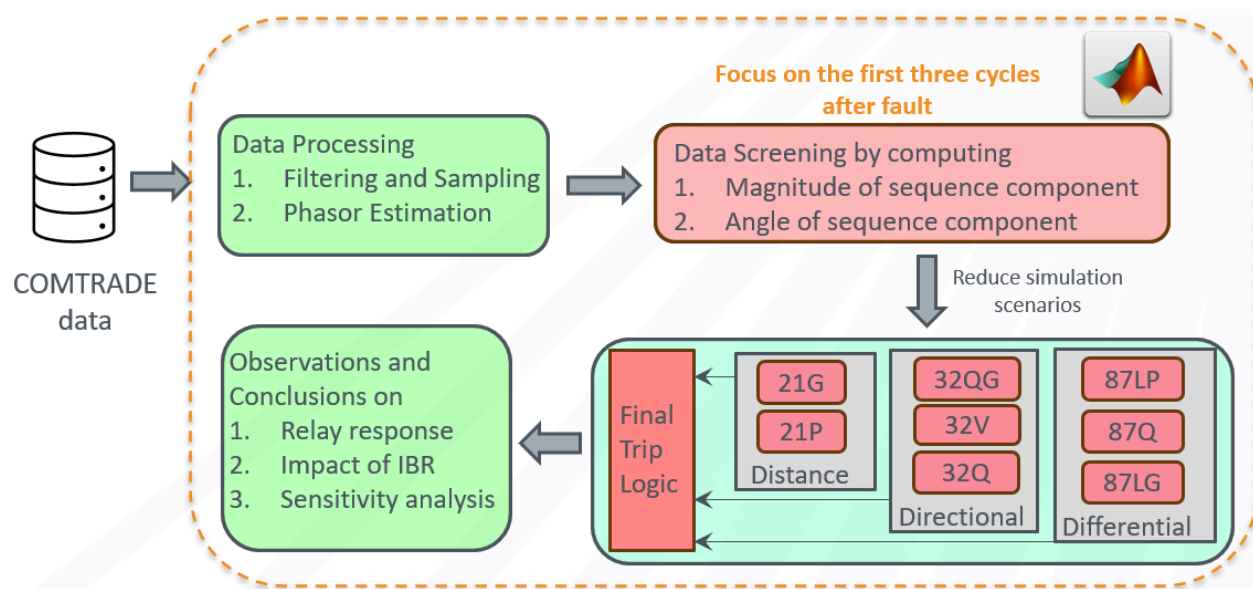 Focus on the first three cycles
after fault
COMTRADE
data
Data Processing
1. Filtering and Sampling
2. Phasor Estimation
Data Screening by computing
1. Magnitude of sequence component
2. Angle of sequence component
Reduce simulation
scenarios
Observations and
Conclusions on
1. Relay response
2. Impact of IBR
3. Sensitivity analysis
Final
Trip
Logic
21G
21P
Distance
32QG
32V
32Q
Directional
87LP
87Q
87LG
Differential